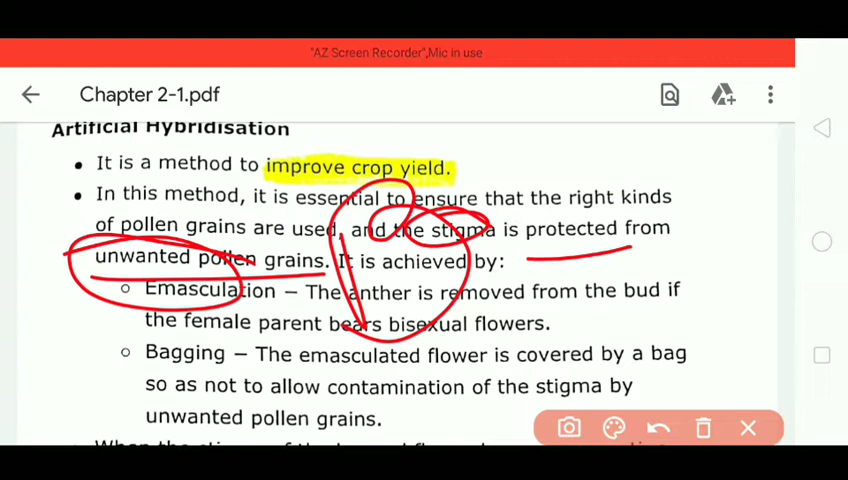 "AZ Screen Recorder",Mic in use
Chapter 2-1.pdf
Artificial Hybridisation
• It is a method to improve crop yield.
• In this method, it is essential to ensure that the right kinds
of pollen grains are used, and the stigma is protected from
unwanted pollen grains. It is achieved by:
o Emasculation – The anther is removed from the bud if
the female parent bears bisexual flowers.
o Bagging – The emasculated flower is covered by a bag
so as not to allow contamination of the stigma by
unwanted pollen grains.